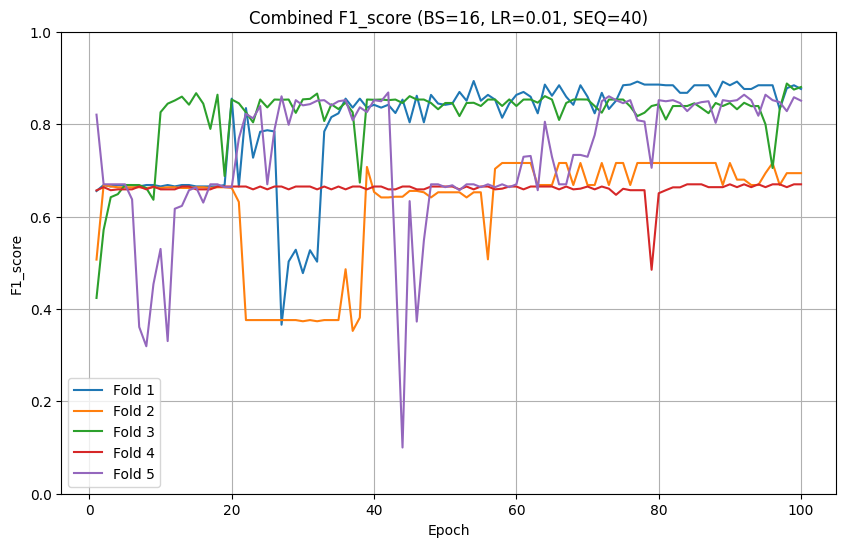 Combined F1_score (BS=16, LR=0.01, SEQ=40)
F1_score
1.0
0.8
0.6
0.4
0.2
0.0
Fold 1
Fold 2
Fold 3
Fold 4
Fold 5
0 20 40 60 80 100
Epoch